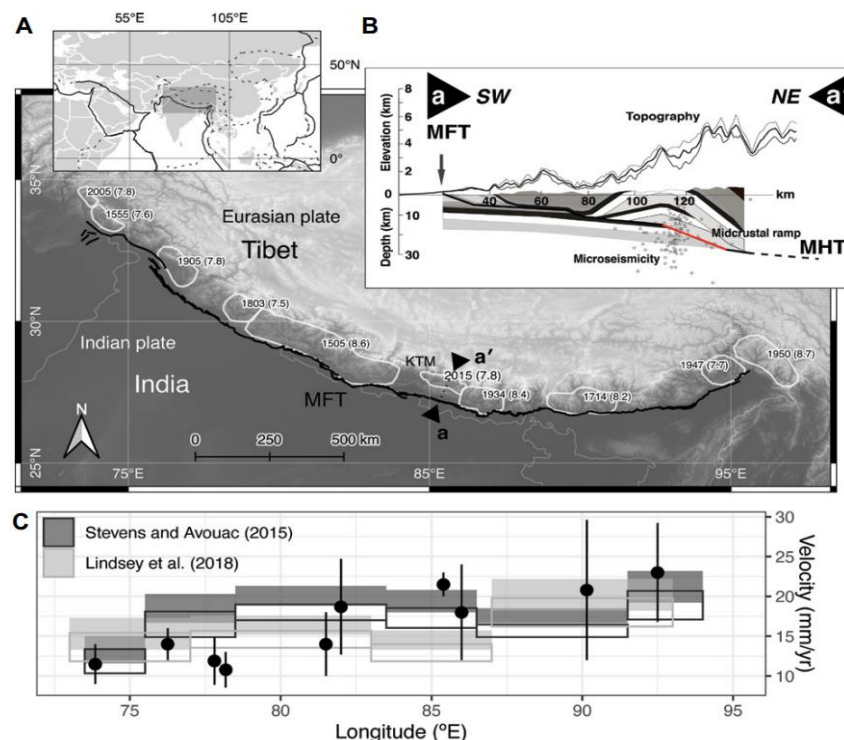 A
55°E
105°E
50°N
0°
B
a
SW
NE
a'
MFT
Topography
Elevation (km)
8
6
4
2
0
40
60
80
100
120
km
10
30
Depth (km)
Midcrustal ramp
Microseismicity
MHT
35°N
30°N
25°N
2005 (7.8)
1555 (7.6)
Eurasian plate
Tibet
1905 (7.8)
1803 (7.5)
Indian plate
India
1505 (8.6)
KTM
a'
2015 (7.8)
MFT
1934 (8.4)
a
1714 (8.2)
1947 (7.7)
1950 (8.7)
N
0
250
500 km
75°E
85°E
95°E
C
Stevens and Avouac (2015)
Lindsey et al. (2018)
30
25
20
15
10
Velocity (mm/yr)
75
80
85
90
95
Longitude (°E)